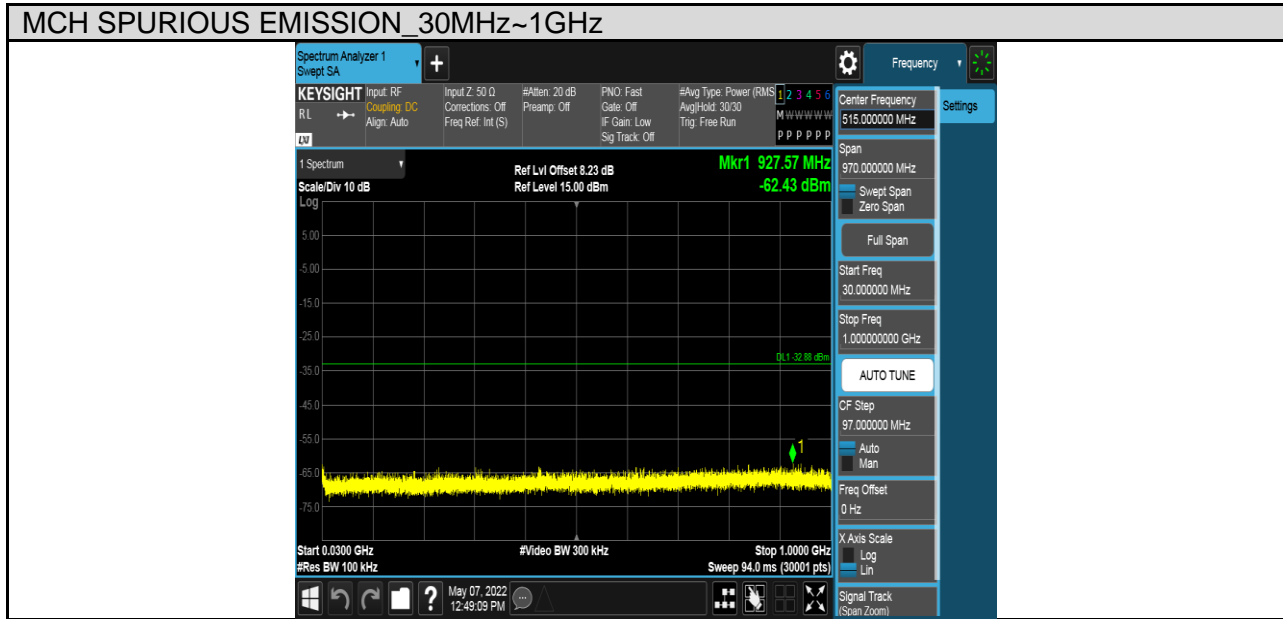 MCH SPURIOUS EMISSION_30MHz~1GHz
Spectrum Analyzer 1
Swept SA
Frequency
KEYSIGHT
RL
LXI
Input: RF
Coupling: DC
Align: Auto
Input Z: 50 Ω
Corrections: Off
Freq Ref: Int (S)
#Atten: 20 dB
Preamp: Off
PNO: Fast
Gate: Off
IF Gain: Low
Sig Track: Off
#Avg Type: Power (RMS
Avg|Hold: 30/30
Trig: Free Run
1 2 3 4 5 6
M W W W W W
P P P P P P
1 Spectrum
Scale/Div 10 dB
Log
Ref Lvl Offset 8.23 dB
Ref Level 15.00 dBm
Mkr1 927.57 MHz
-62.43 dBm
5.00
-5.00
-15.0
-25.0
DL1 -32.88 dBm
-35.0
-45.0
-55.0
1
-65.0
-75.0
Start 0.0300 GHz
#Res BW 100 kHz
#Video BW 300 kHz
Stop 1.0000 GHz
Sweep 94.0 ms (30001 pts)
May 07, 2022
12:49:09 PM
Center Frequency
515.000000 MHz
Settings
Span
970.000000 MHz
Swept Span
Zero Span
Full Span
Start Freq
30.000000 MHz
Stop Freq
1.000000000 GHz
AUTO TUNE
CF Step
97.000000 MHz
Auto
Man
Freq Offset
0 Hz
X Axis Scale
Log
Lin
Signal Track
(Span Zoom)